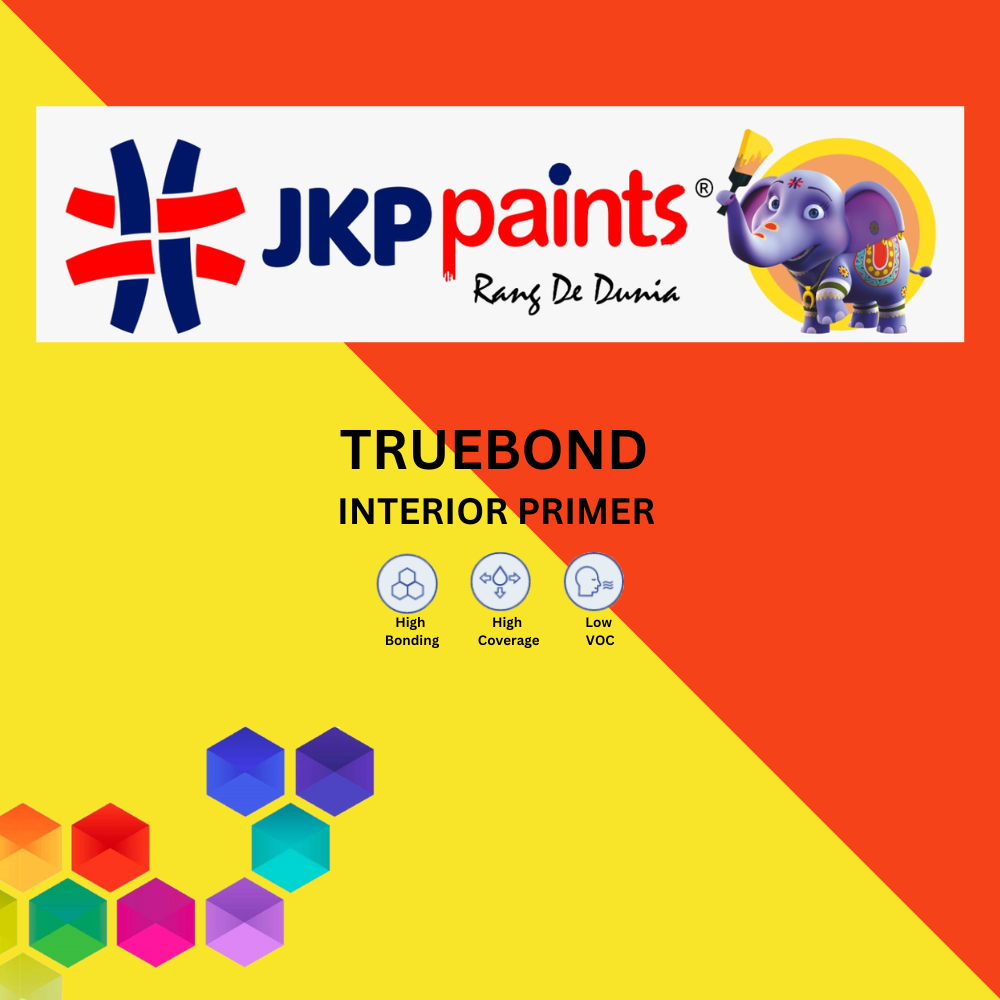 JKP paints®
Rang De Dunia
TRUEBOND
INTERIOR PRIMER
High Bonding
High Coverage
Low VOC